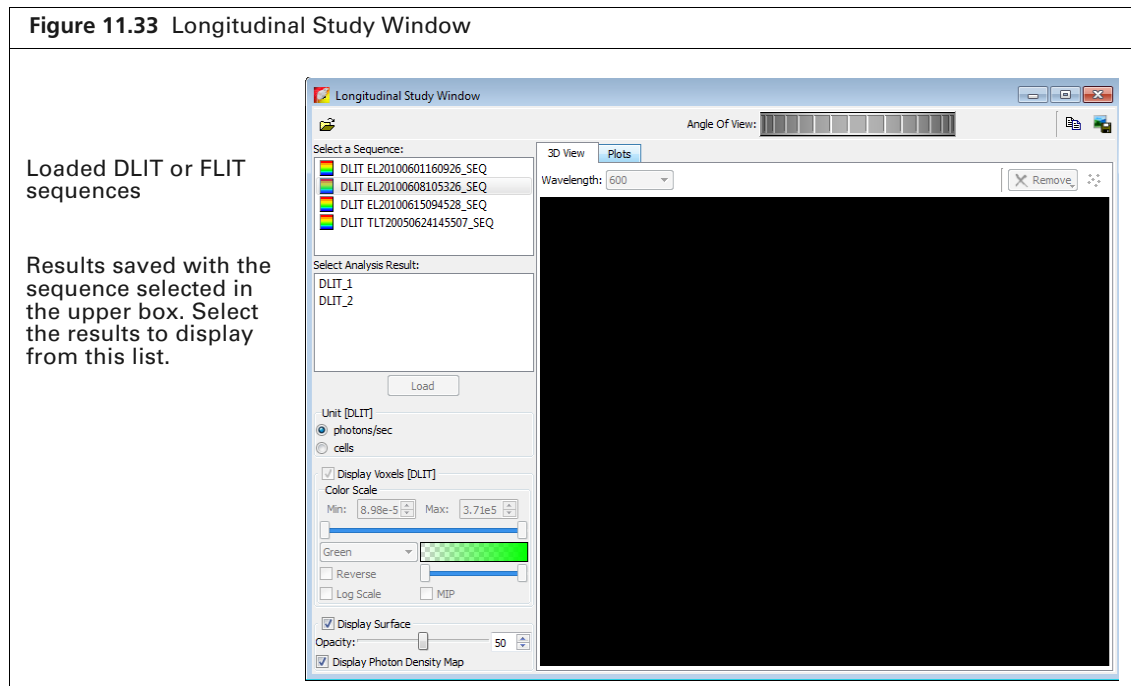 Figure 11.33 Longitudinal Study Window
Loaded DLIT or FLIT
sequences
Results saved with the
sequence selected in
the upper box. Select
the results to display
from this list.
Longitudinal Study Window
Angle Of View:
Select a Sequence:
DLIT EL20100601160926_SEQ
DLIT EL20100608105326_SEQ
DLIT EL20100615094528_SEQ
DLIT TLT20050624145507_SEQ
Select Analysis Result:
DLIT_1
DLIT_2
Load
Unit [DLIT]
photons/sec
cells
Display Voxels [DLIT]
Color Scale
Min: 8.98e-5 Max: 3.71e5
Green
Reverse
Log Scale MIP
Display Surface
Opacity: 50
Display Photon Density Map
3D View Plots
Wavelength: 600 Remove